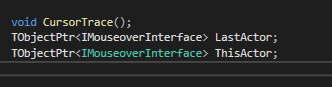 void CursorTrace();
TObjectPtr<IMouseoverInterface> LastActor;
TObjectPtr<IMouseoverInterface> ThisActor;